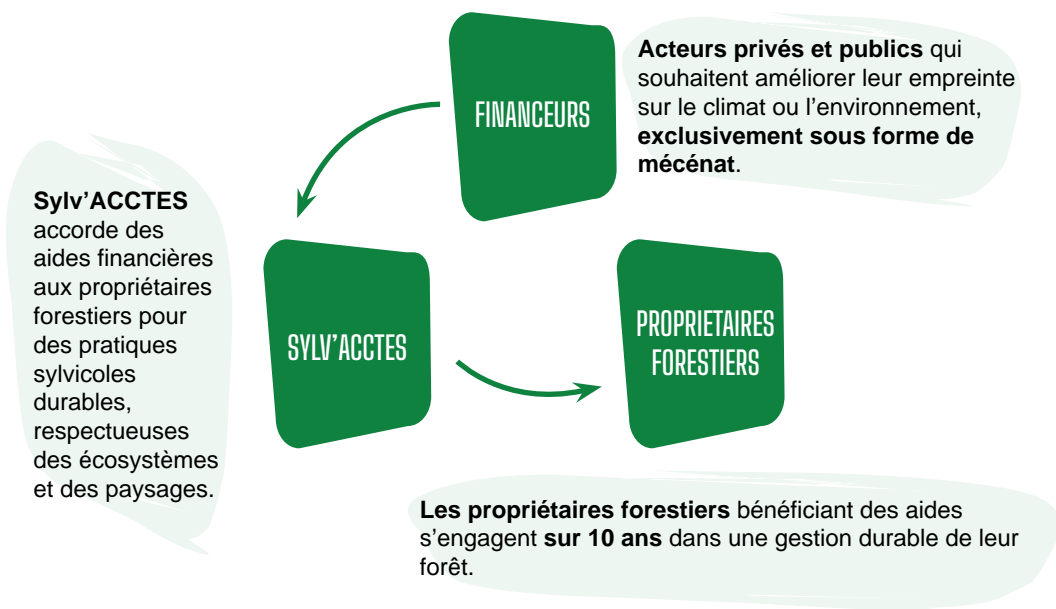 FINANCEURS
Acteurs privés et publics qui
souhaitent améliorer leur empreinte
sur le climat ou l’environnement,
exclusivement sous forme de
mécénat.
Sylv’ACCTES
accorde des
aides financières
aux propriétaires
forestiers pour
des pratiques
sylvicoles
durables,
respectueuses
des écosystèmes
et des paysages.
SYLV’ACCTES
PROPRIETAIRES
FORESTIERS
Les propriétaires forestiers bénéficiant des aides
s’engagent sur 10 ans dans une gestion durable de leur
forêt.